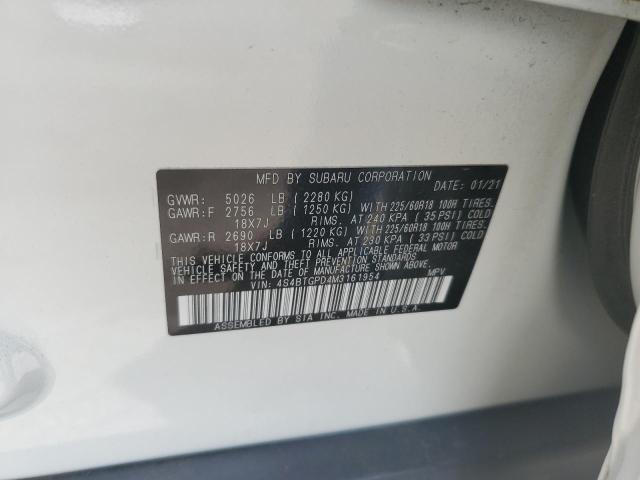 MFD BY SUBARU CORPORATION
DATE: 01/21
GVWR: 5026 LB ( 2280 KG)
GAWR:F 2756 LB ( 1250 KG) WITH 225/60R18 100H TIRES,
18X7J RIMS, AT 240 KPA ( 35 PSI) COLD
GAWR:R 2690 LB ( 1220 KG) WITH 225/60R18 100H TIRES,
18X7J RIMS, AT 230 KPA ( 33 PSI) COLD
THIS VEHICLE CONFORMS TO ALL APPLICABLE FEDERAL MOTOR
VEHICLE SAFETY AND THEFT PREVENTION STANDARDS
IN EFFECT ON THE DATE OF MANUFACTURE SHOWN ABOVE.
VIN: 4S4BTGPD4M3161954 MPV
ASSEMBLED BY SIA INC. MADE IN U.S.A